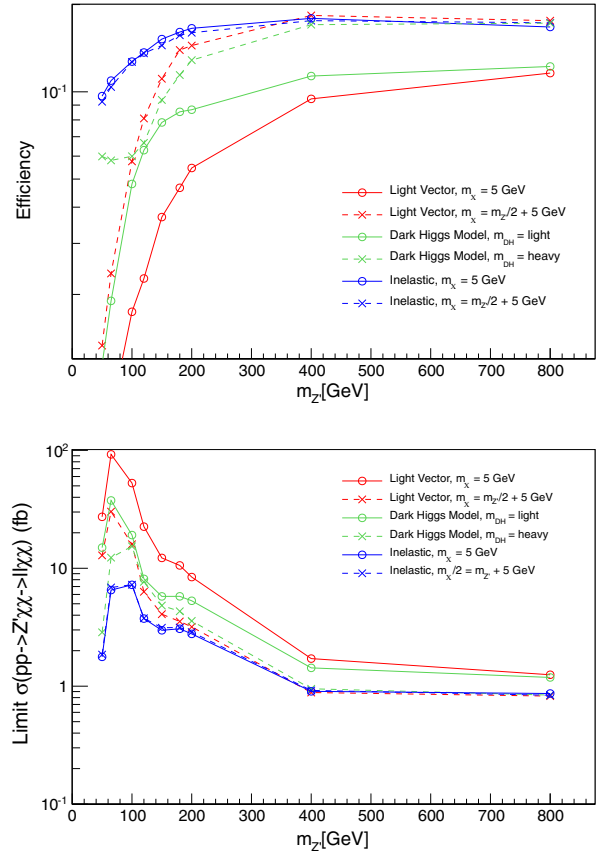 10⁻¹
Efficiency
Light Vector, mχ = 5 GeV
Light Vector, mχ = mZ'/2 + 5 GeV
Dark Higgs Model, mDH = light
Dark Higgs Model, mDH = heavy
Inelastic, mχ = 5 GeV
Inelastic, mχ = mZ'/2 + 5 GeV
0 100 200 300 400 500 600 700 800
mZ'[GeV]
10²
10
1
10⁻¹
Limit σ(pp->Z'χχ->llχχ) (fb)
Light Vector, mχ = 5 GeV
Light Vector, mχ = mZ'/2 + 5 GeV
Dark Higgs Model, mDH = light
Dark Higgs Model, mDH = heavy
Inelastic, mχ = 5 GeV
Inelastic, mχ/2 = mZ' + 5 GeV
0 100 200 300 400 500 600 700 800
mZ'[GeV]